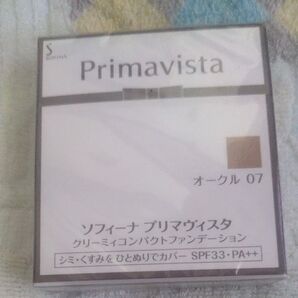 S
SOFINA
Primavista
オークル 07
ソフィーナ プリマヴィスタ
クリーミィコンパクトファンデーション
シミ・くすみを ひとぬりでカバー SPF33・PA++